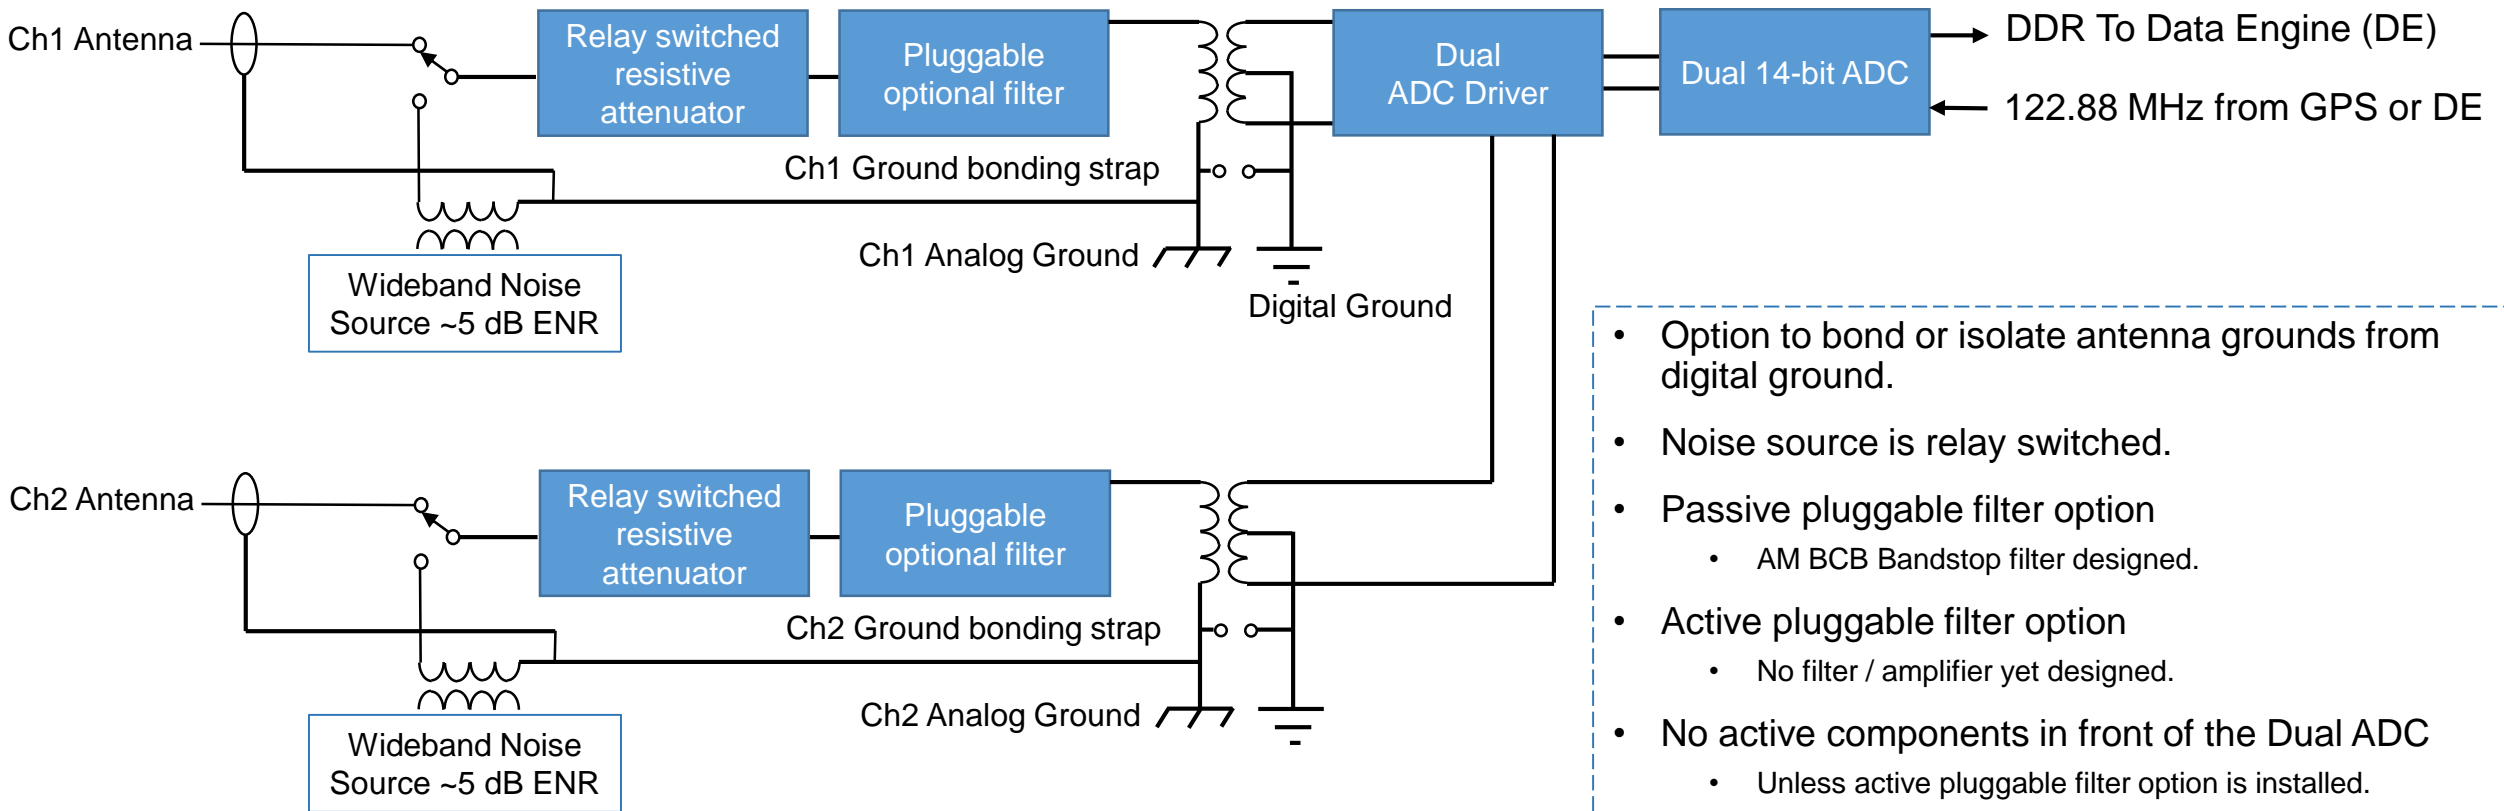 Ch1 Antenna
Relay switched
resistive
attenuator
Pluggable
optional filter
Dual
ADC Driver
Dual 14-bit ADC
DDR To Data Engine (DE)
122.88 MHz from GPS or DE
Ch1 Ground bonding strap
Ch1 Analog Ground
Digital Ground
Wideband Noise
Source ~5 dB ENR
Ch2 Antenna
Relay switched
resistive
attenuator
Pluggable
optional filter
Ch2 Ground bonding strap
Ch2 Analog Ground
Wideband Noise
Source ~5 dB ENR
• Option to bond or isolate antenna grounds from
digital ground.
• Noise source is relay switched.
• Passive pluggable filter option
• AM BCB Bandstop filter designed.
• Active pluggable filter option
• No filter / amplifier yet designed.
• No active components in front of the Dual ADC
• Unless active pluggable filter option is installed.